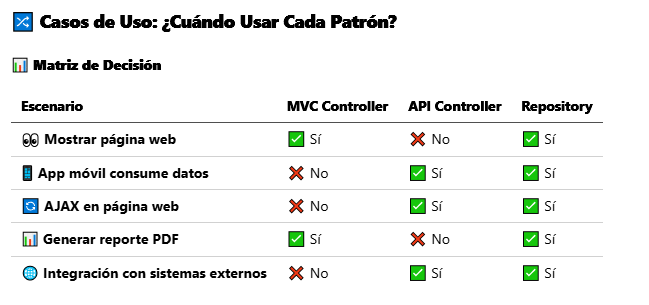 🔀 Casos de Uso: ¿Cuándo Usar Cada Patrón?
📊 Matriz de Decisión
Escenario MVC Controller API Controller Repository
👀 Mostrar página web ✅ Sí ❌ No ✅ Sí
📱 App móvil consume datos ❌ No ✅ Sí ✅ Sí
🔄 AJAX en página web ❌ No ✅ Sí ✅ Sí
📊 Generar reporte PDF ✅ Sí ❌ No ✅ Sí
🌐 Integración con sistemas externos ❌ No ✅ Sí ✅ Sí